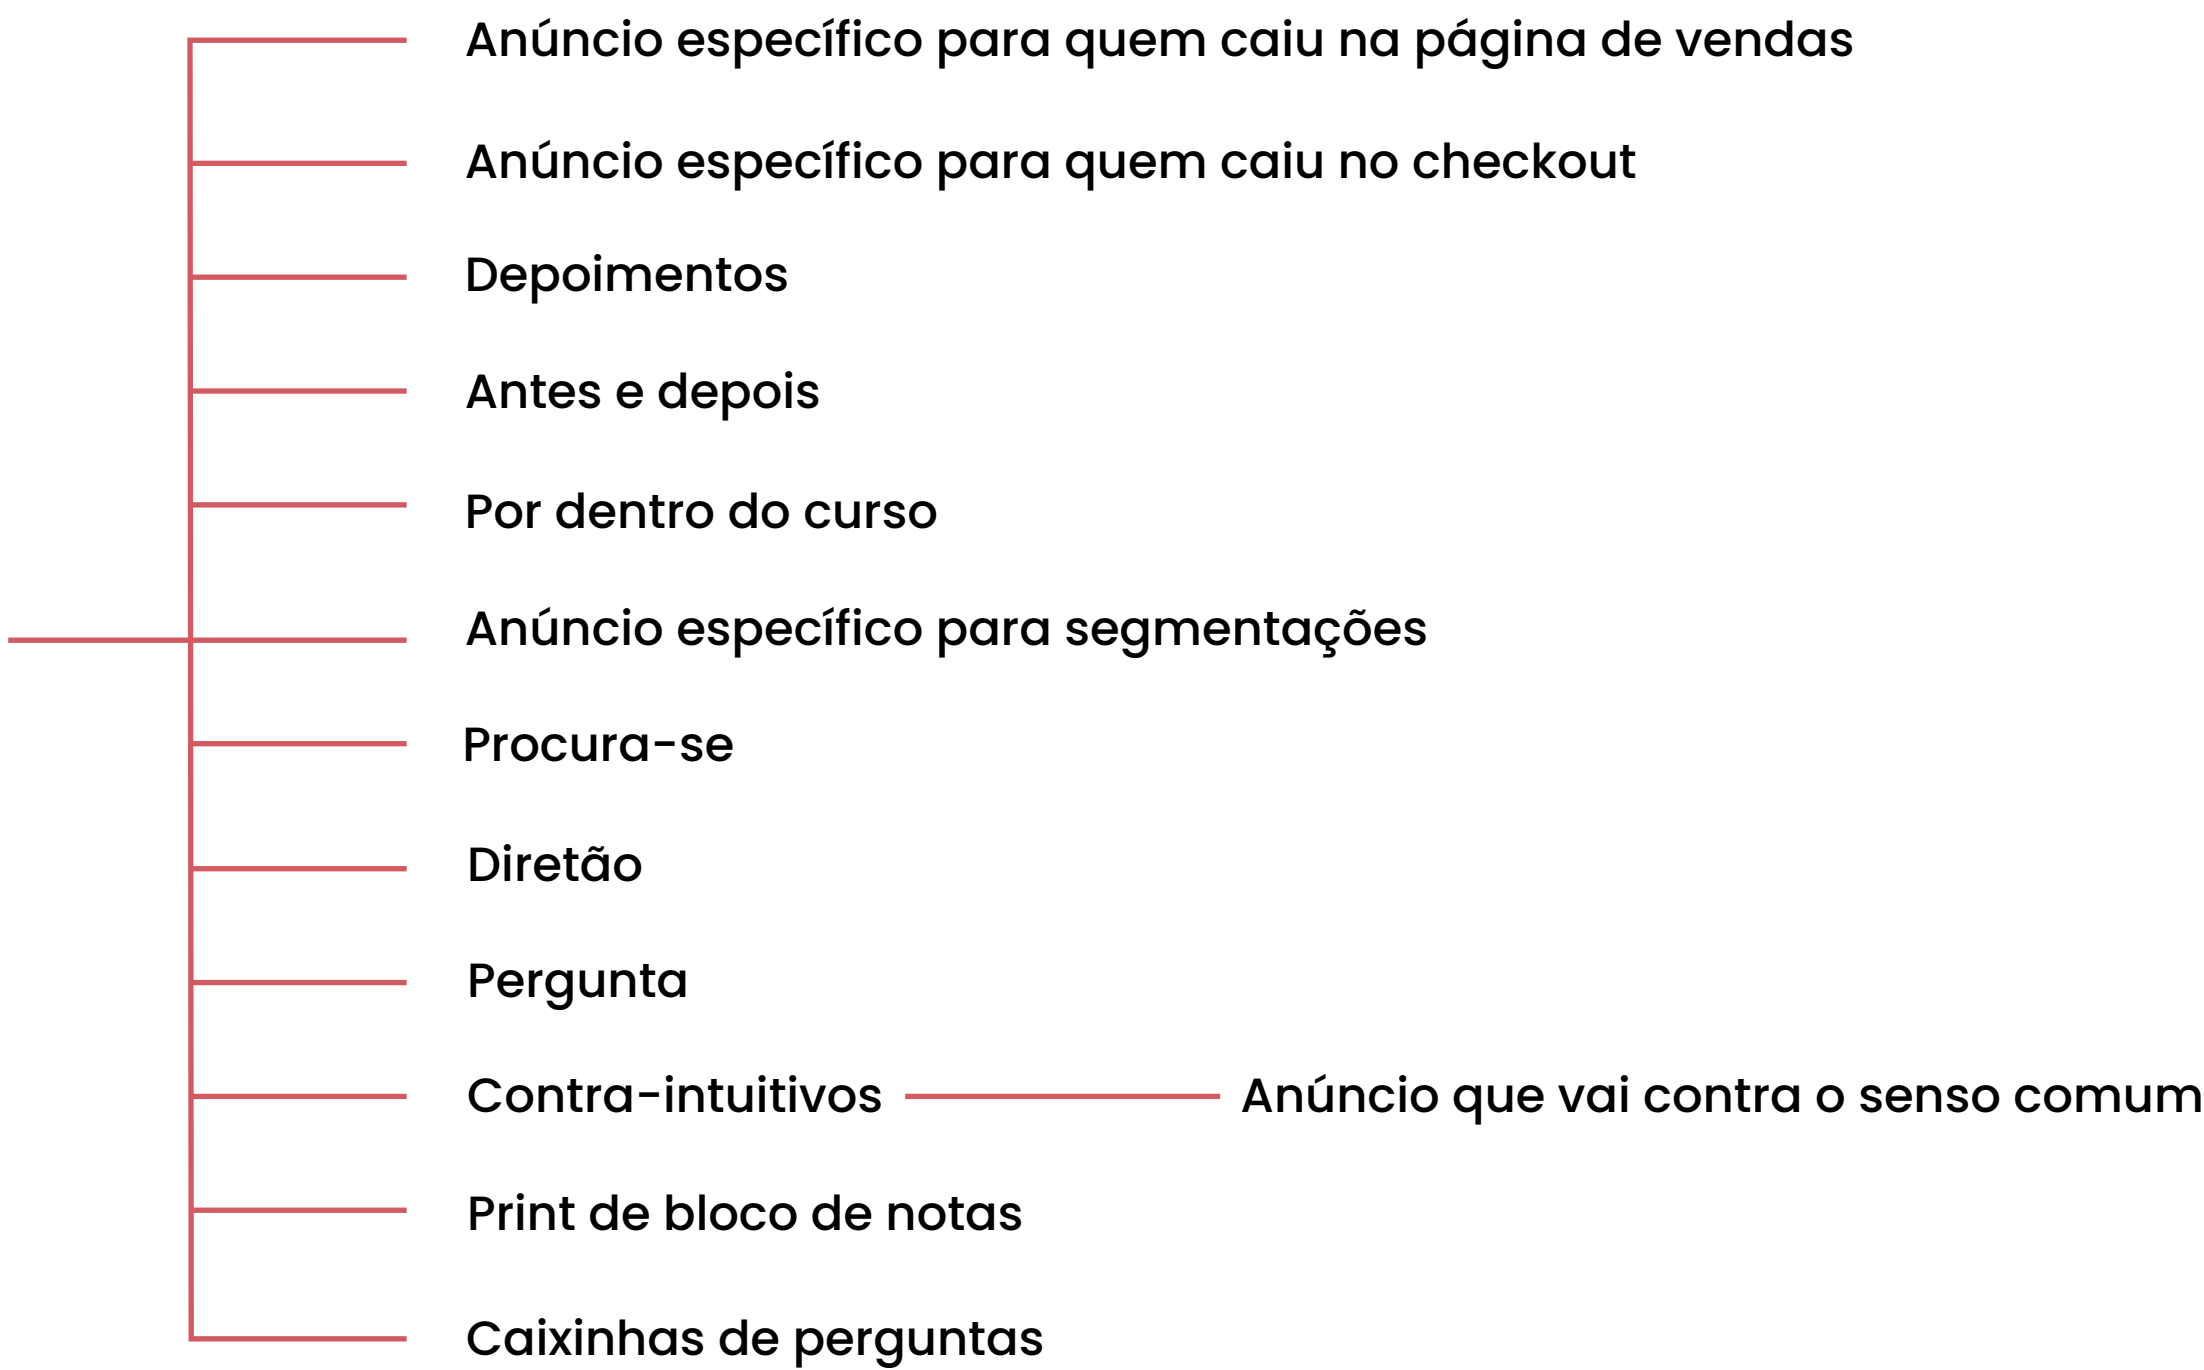 Anúncio específico para quem caiu na página de vendas
Anúncio específico para quem caiu no checkout
Depoimentos
Antes e depois
Por dentro do curso
Anúncio específico para segmentações
Procura-se
Diretão
Pergunta
Contra-intuitivos
Anúncio que vai contra o senso comum
Print de bloco de notas
Caixinhas de perguntas